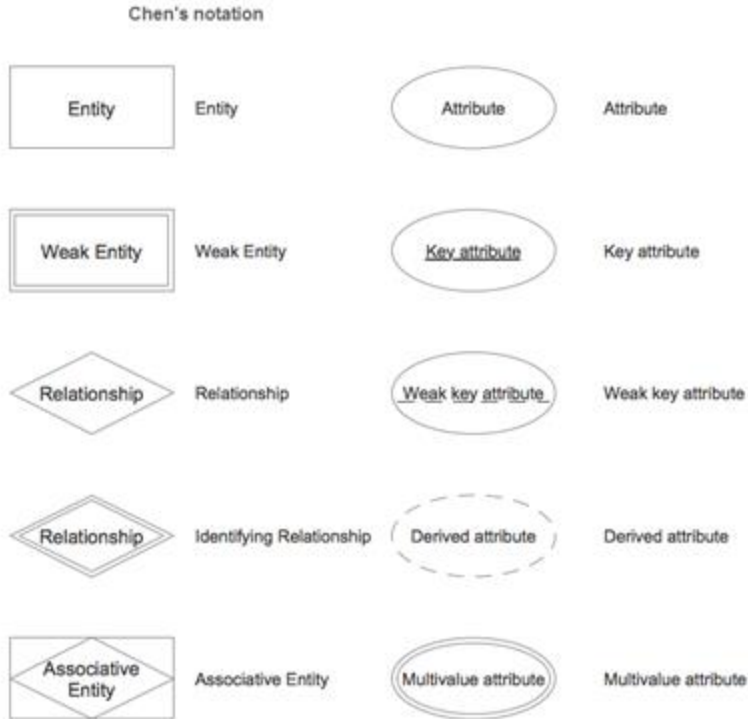 Chen's notation
Entity
Entity
Attribute
Attribute
Weak Entity
Weak Entity
Key attribute
Key attribute
Relationship
Relationship
Weak key attribute
Weak key attribute
Relationship
Identifying Relationship
Derived attribute
Derived attribute
Associative
Entity
Associative Entity
Multivalue attribute
Multivalue attribute